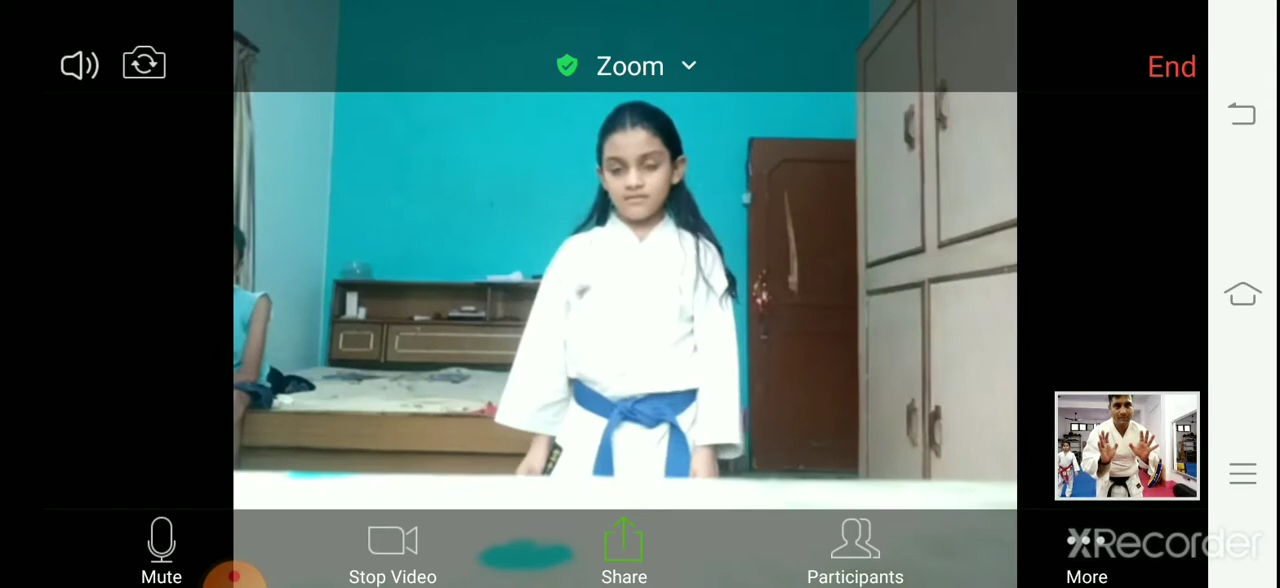 Zoom
End
Mute
Stop Video
Share
Participants
More
XRecorder